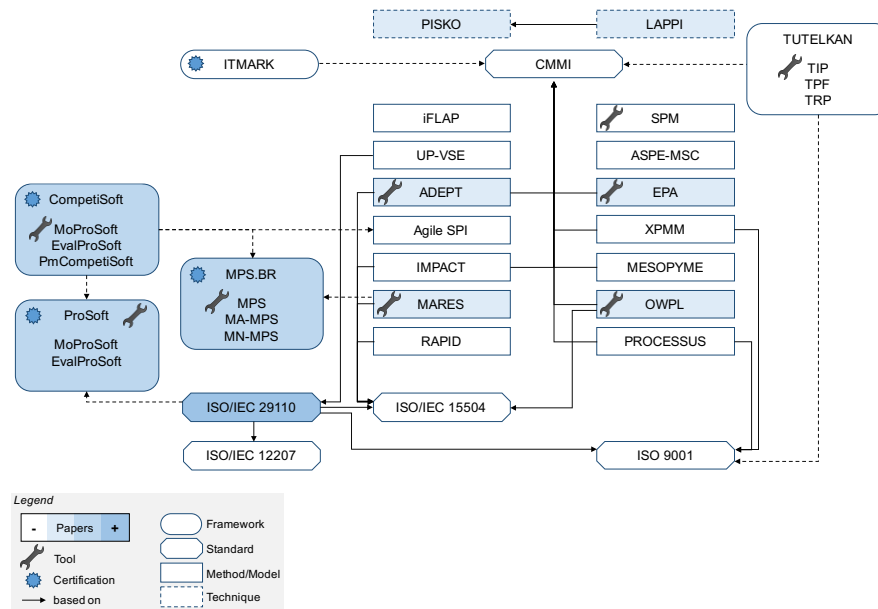 PISKO
LAPPI
ITMARK
CMMI
TUTELKAN
TIP
TPF
TRP
iFLAP
SPM
UP-VSE
ASPE-MSC
ADEPT
EPA
CompetiSoft
MoProSoft
EvalProSoft
PmCompetiSoft
Agile SPI
XPMM
MPS.BR
MPS
MA-MPS
MN-MPS
IMPACT
MESOPYME
ProSoft
MoProSoft
EvalProSoft
MARES
OWPL
RAPID
PROCESSUS
ISO/IEC 29110
ISO/IEC 15504
ISO/IEC 12207
ISO 9001
Legend
- Papers +
Tool
Certification
based on
Framework
Standard
Method/Model
Technique